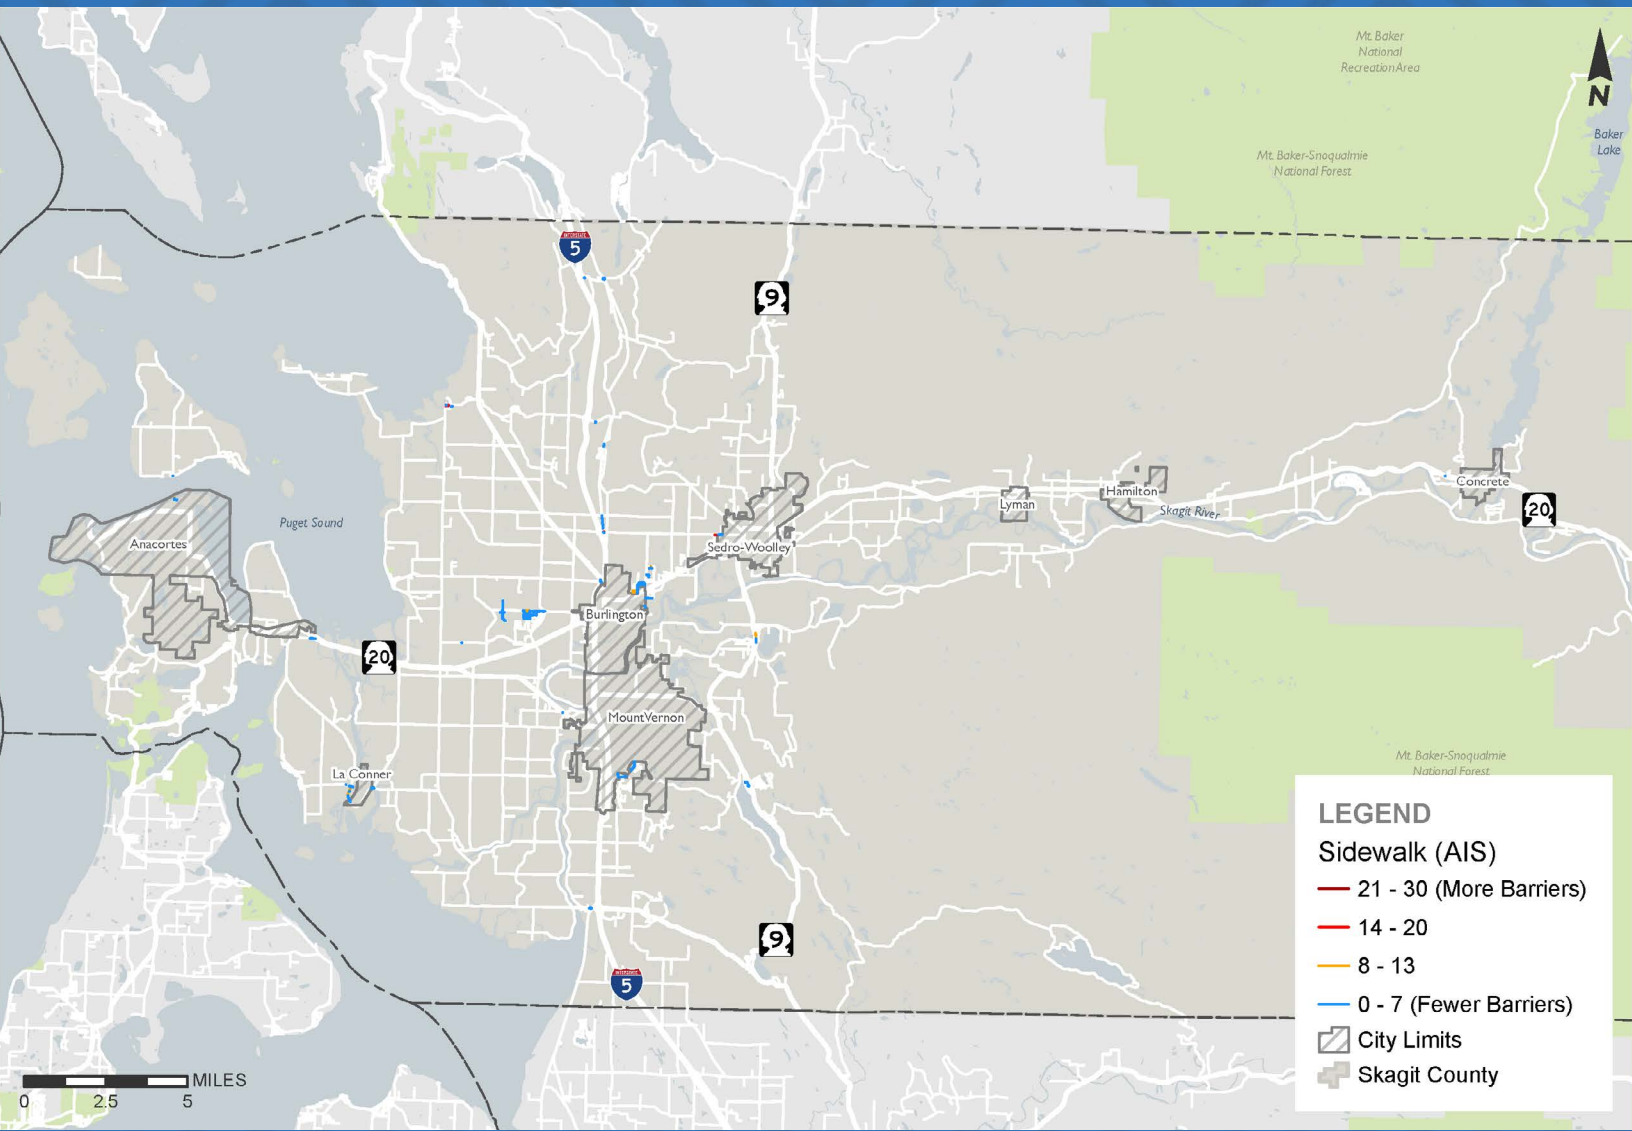 Mt. Baker
National
Recreation Area
N
Baker
Lake
Mt. Baker-Snoqualmie
National Forest
INTERSTATE
5
9
Puget Sound
Anacortes
Sedro-Woolley
Lyman
Hamilton
Skagit River
Concrete
20
Burlington
20
Mount Vernon
La Conner
Mt. Baker-Snoqualmie
National Forest
9
INTERSTATE
5
LEGEND
Sidewalk (AIS)
21 - 30 (More Barriers)
14 - 20
8 - 13
0 - 7 (Fewer Barriers)
City Limits
Skagit County
MILES
0 2.5 5